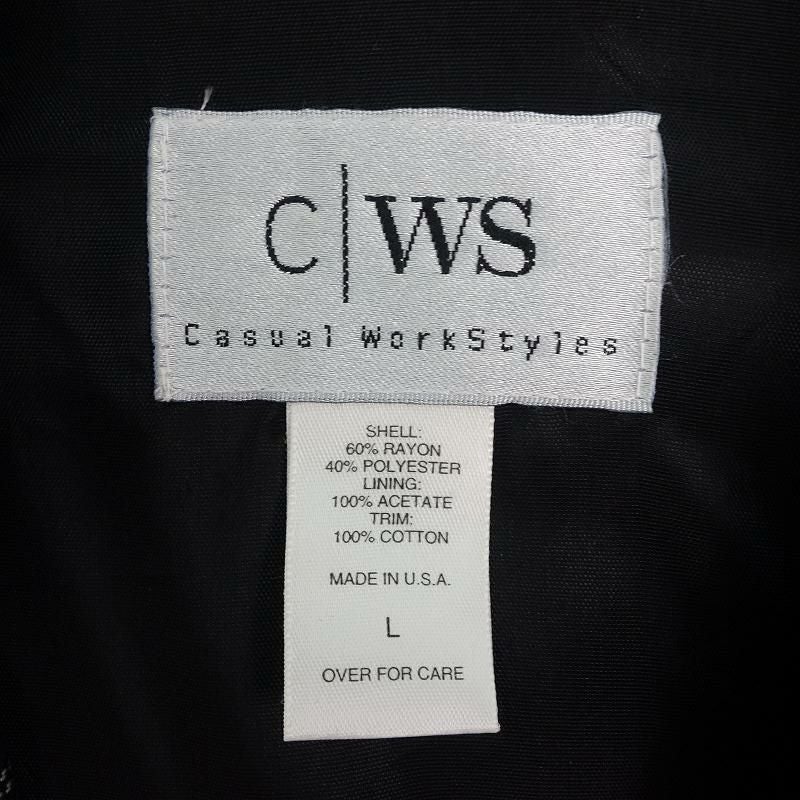 C|WS
Casual WorkStyles
SHELL:
60% RAYON
40% POLYESTER
LINING:
100% ACETATE
TRIM:
100% COTTON
MADE IN U.S.A.
L
OVER FOR CARE